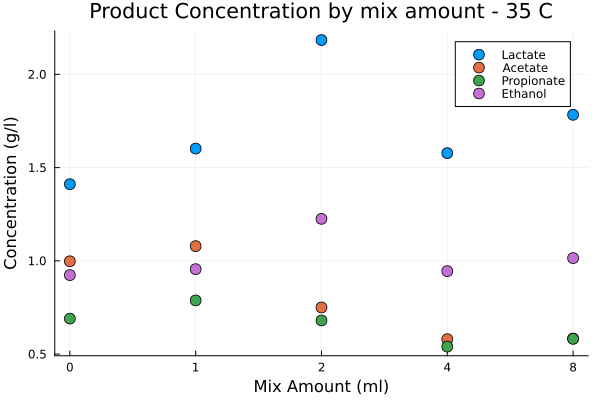 Product Concentration by mix amount - 35 C
Concentration (g/l)
2.0
1.5
1.0
0.5
Lactate
Acetate
Propionate
Ethanol
0 1 2 4 8
Mix Amount (ml)